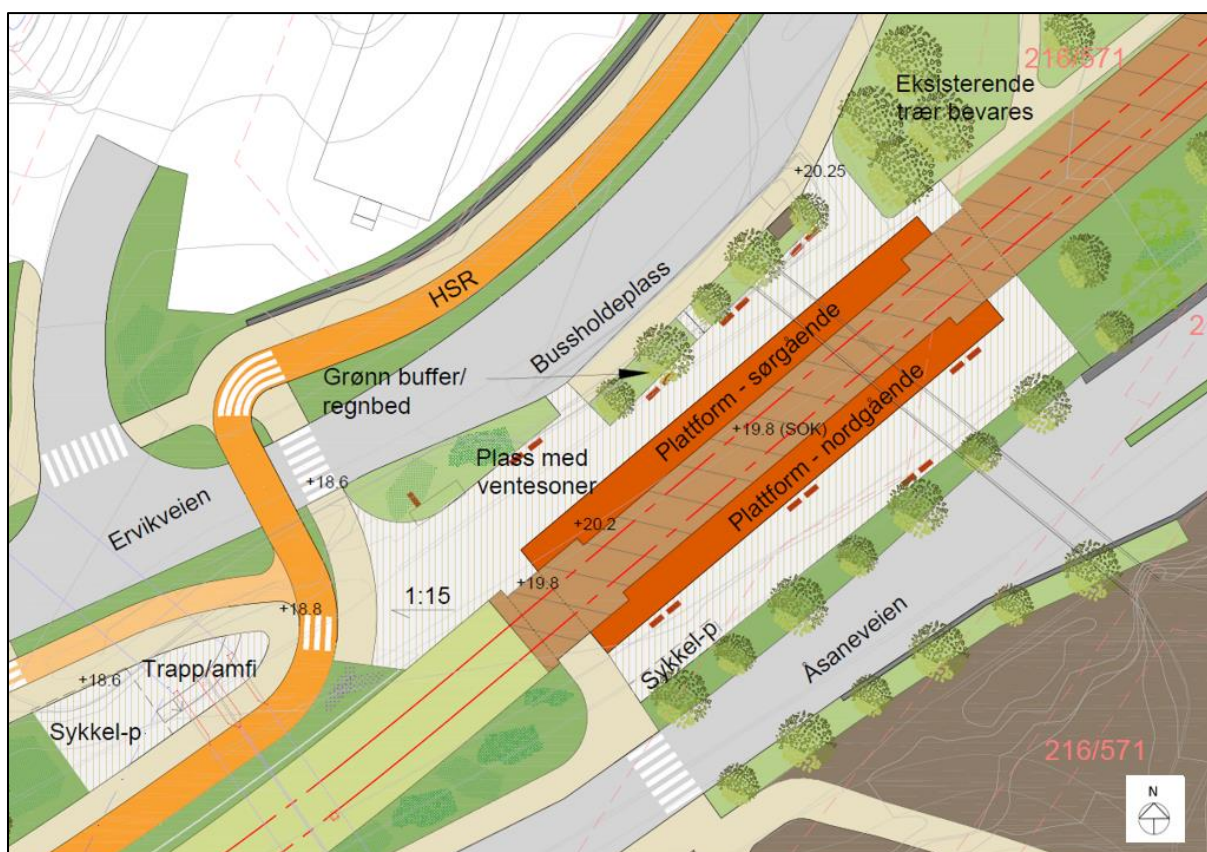 216/571
Eksisterende
trær bevares
+20.25
HSR
Bussholdeplass
Grønn buffer/
regnbed
Plattform - sørgående
+19.8 (SOK)
Plattform - nordgående
Plass med
ventesoner
+18.6
Ervikveien
+20.2
+19.8
1:15
+18.8
Trapp/amfi
+18.6
Sykkel-p
Sykkel-p
Åsaneveien
216/571
N